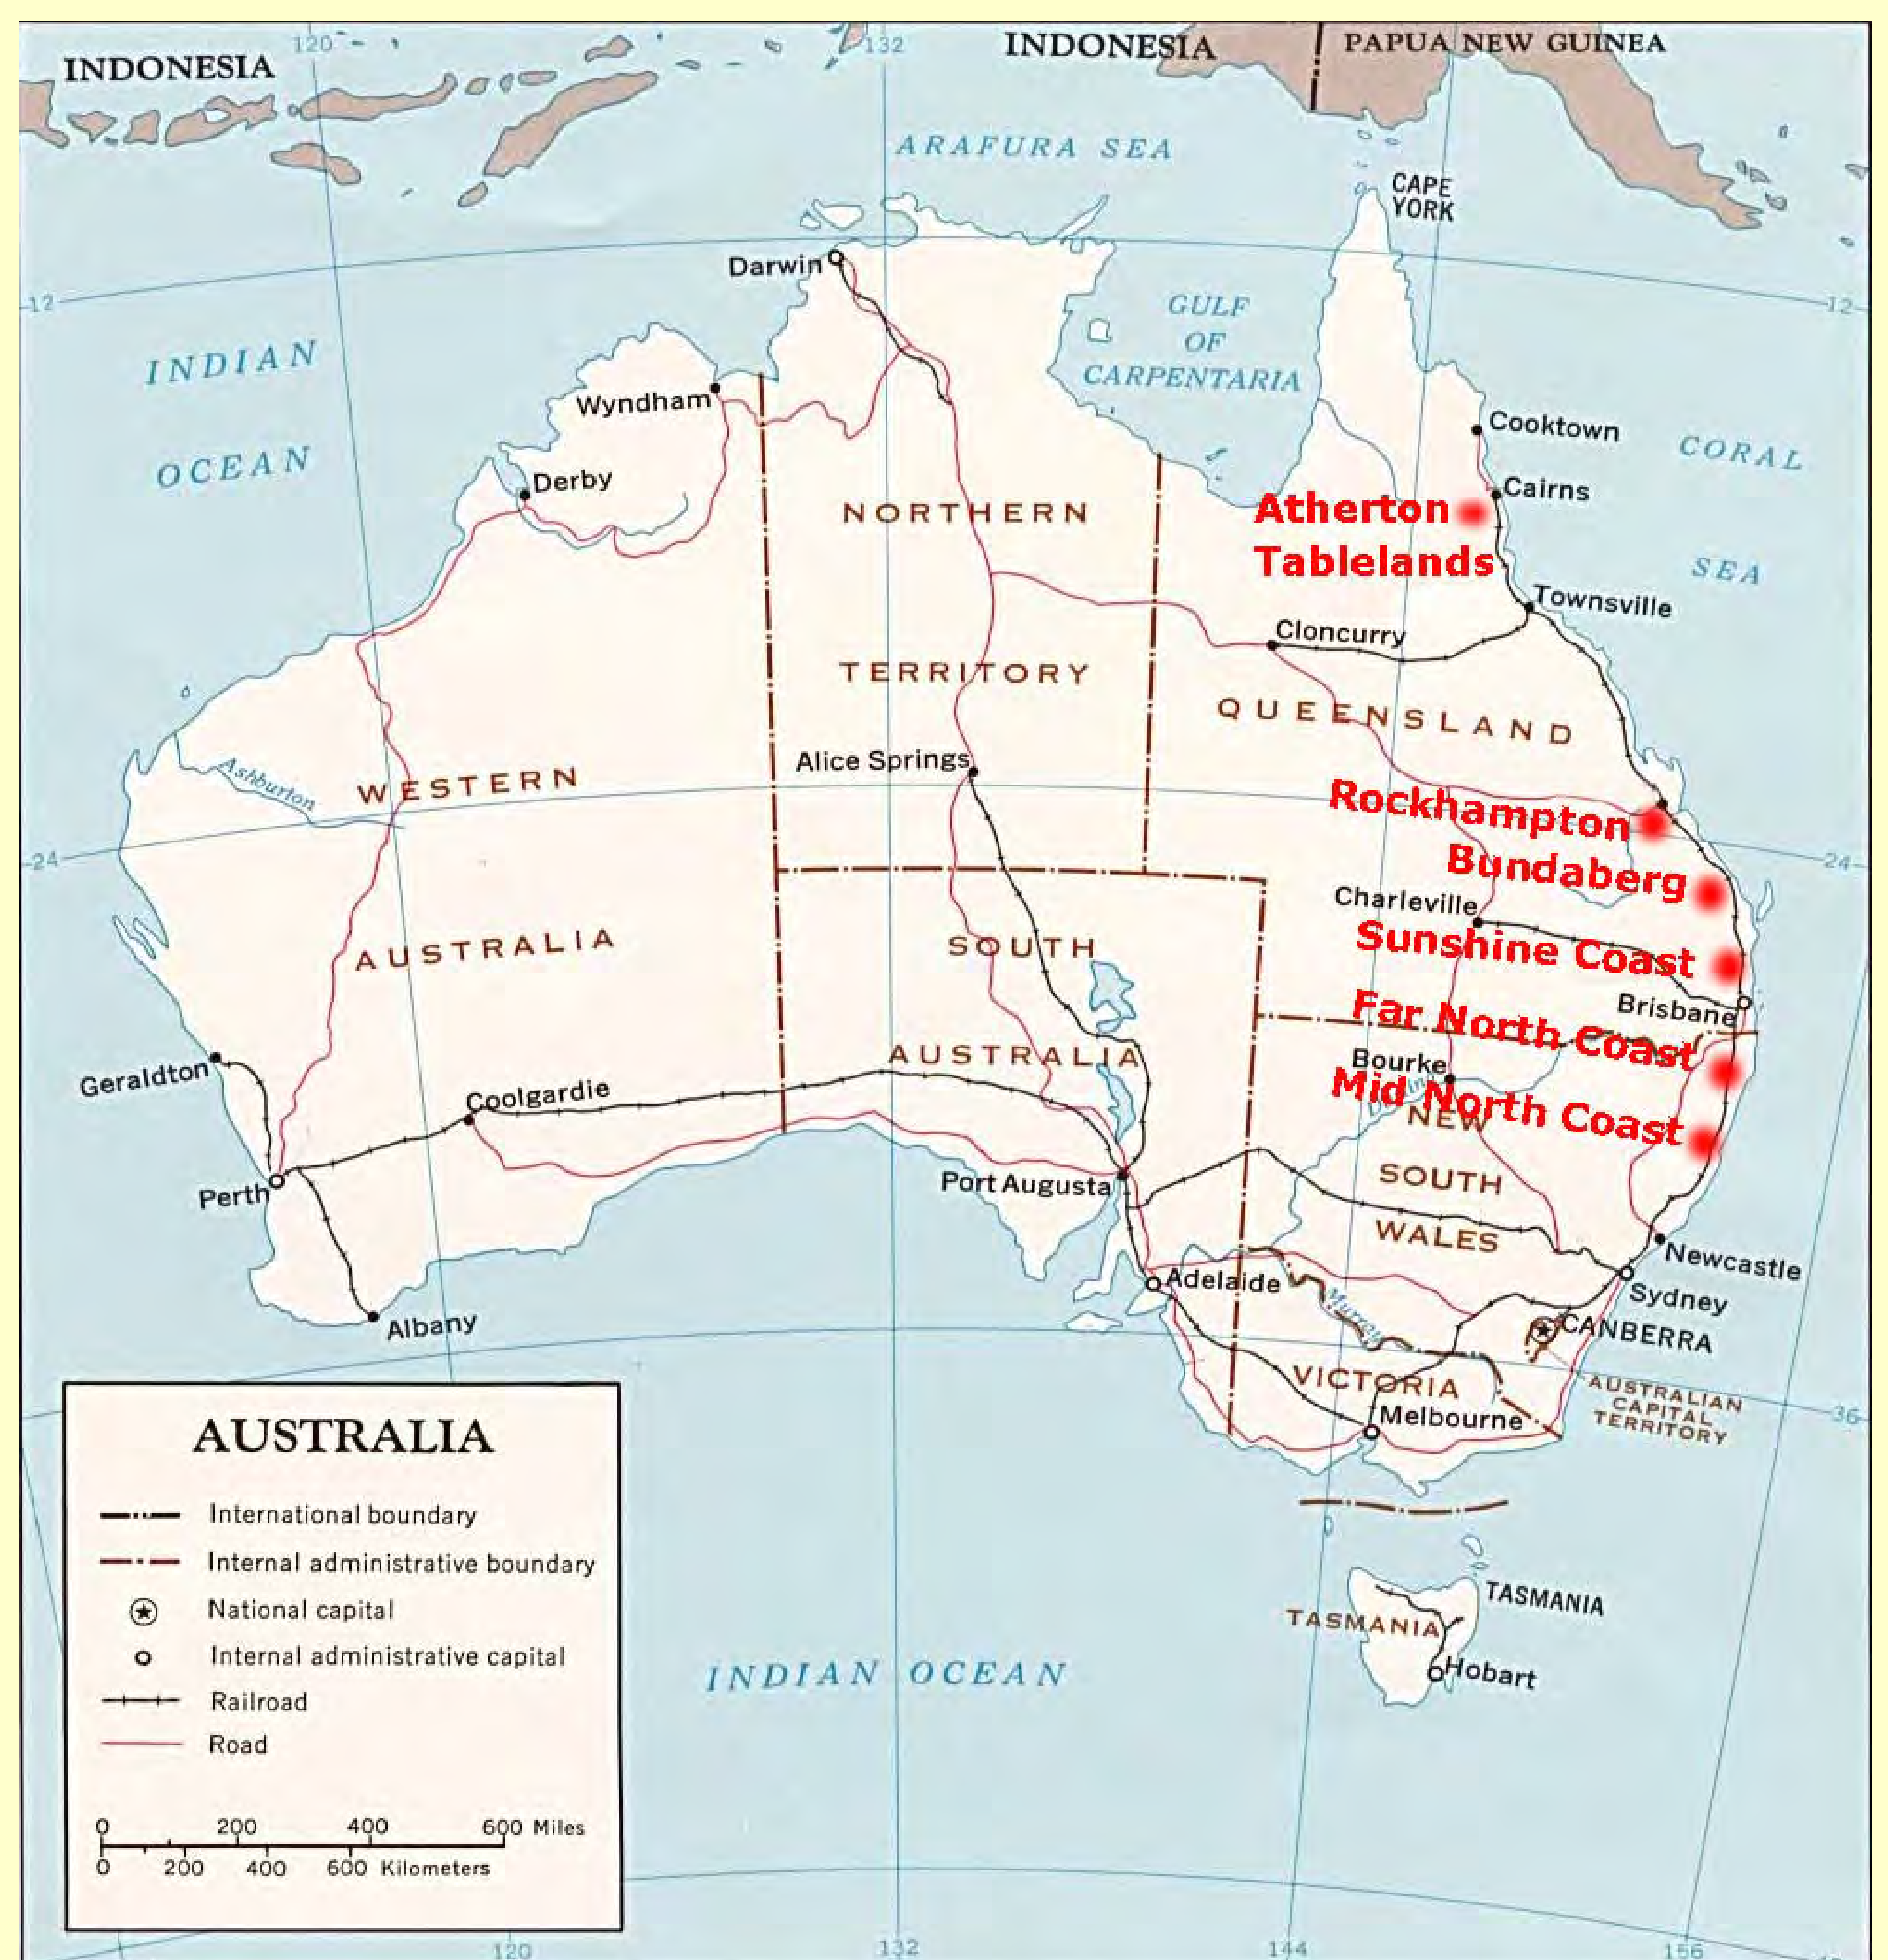 120
132
INDONESIA
INDONESIA
PAPUA NEW GUINEA
ARAFURA SEA
CAPE
YORK
Darwin
12
12
INDIAN
OCEAN
GULF
OF
CARPENTARIA
Wyndham
Cooktown
CORAL
SEA
Derby
Cairns
NORTHERN
Atherton
Tablelands
Townsville
Cloncurry
TERRITORY
QUEENSLAND
Alice Springs
Ashburton
WESTERN
Rockhampton
24
24
Bundaberg
Charleville
AUSTRALIA
SOUTH
Sunshine Coast
Brisbane
Far North Coast
AUSTRALIA
Bourke
Geraldton
Coolgardie
Mid North Coast
NEW
SOUTH
WALES
Perth
Port Augusta
Newcastle
Adelaide
Sydney
Murray
Albany
CANBERRA
VICTORIA
AUSTRALIAN
CAPITAL
TERRITORY
36
Melbourne
AUSTRALIA
International boundary
Internal administrative boundary
National capital
Internal administrative capital
Railroad
Road
0 200 400 600 Miles
0 200 400 600 Kilometers
TASMANIA
TASMANIA
Hobart
INDIAN OCEAN
120
132
144
156